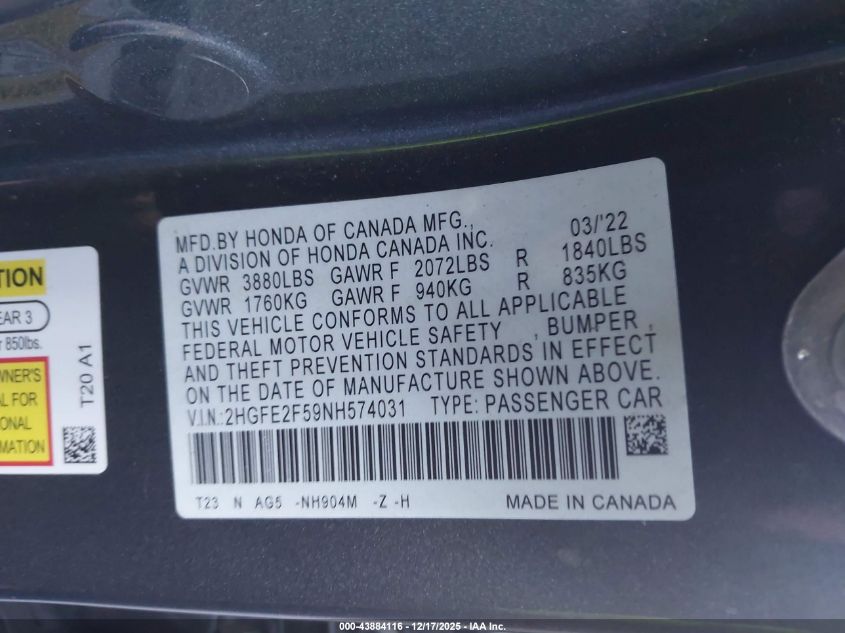 MFD.BY HONDA OF CANADA MFG., 03/'22
A DIVISION OF HONDA CANADA INC.
GVWR 3880LBS GAWR F 2072LBS R 1840LBS
GVWR 1760KG GAWR F 940KG R 835KG
THIS VEHICLE CONFORMS TO ALL APPLICABLE
FEDERAL MOTOR VEHICLE SAFETY , BUMPER ,
AND THEFT PREVENTION STANDARDS IN EFFECT
ON THE DATE OF MANUFACTURE SHOWN ABOVE.
V.I.N.:2HGFE2F59NH574031 TYPE: PASSENGER CAR
T23 N AG5 -NH904M -Z -H MADE IN CANADA
TION
EAR 3
r 850lbs.
WNER'S
AL FOR
ONAL
MATION
T20 A1
000-43884116 - 12/17/2025 - IAA Inc.